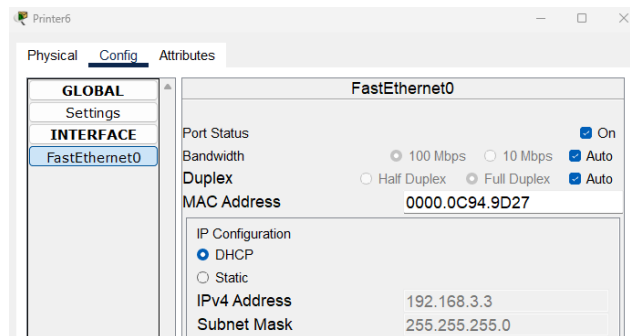 Printer6
Physical Config Attributes
GLOBAL
Settings
INTERFACE
FastEthernet0
FastEthernet0
Port Status On
Bandwidth 100 Mbps 10 Mbps Auto
Duplex Half Duplex Full Duplex Auto
MAC Address 0000.0C94.9D27
IP Configuration
DHCP
Static
IPv4 Address 192.168.3.3
Subnet Mask 255.255.255.0